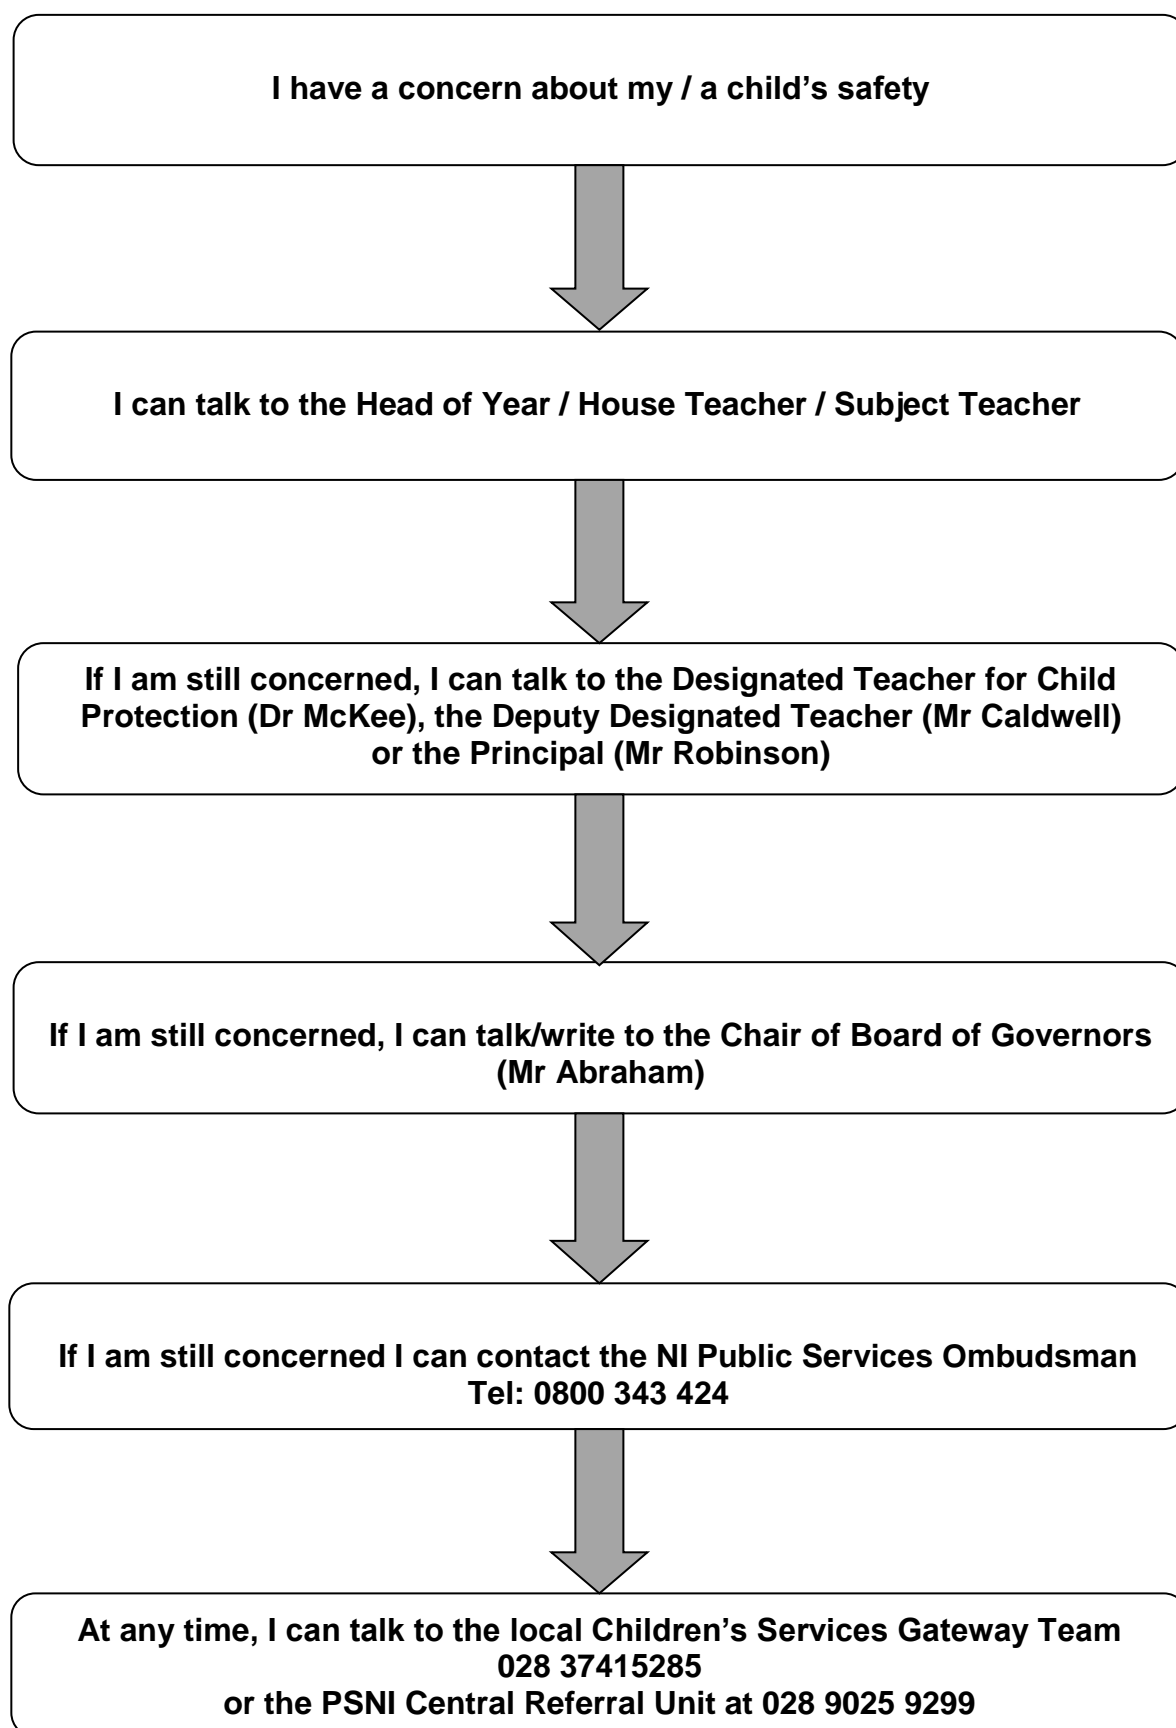 I have a concern about my / a child’s safety
I can talk to the Head of Year / House Teacher / Subject Teacher
If I am still concerned, I can talk to the Designated Teacher for Child
Protection (Dr McKee), the Deputy Designated Teacher (Mr Caldwell)
or the Principal (Mr Robinson)
If I am still concerned, I can talk/write to the Chair of Board of Governors
(Mr Abraham)
If I am still concerned I can contact the NI Public Services Ombudsman
Tel: 0800 343 424
At any time, I can talk to the local Children’s Services Gateway Team
028 37415285
or the PSNI Central Referral Unit at 028 9025 9299